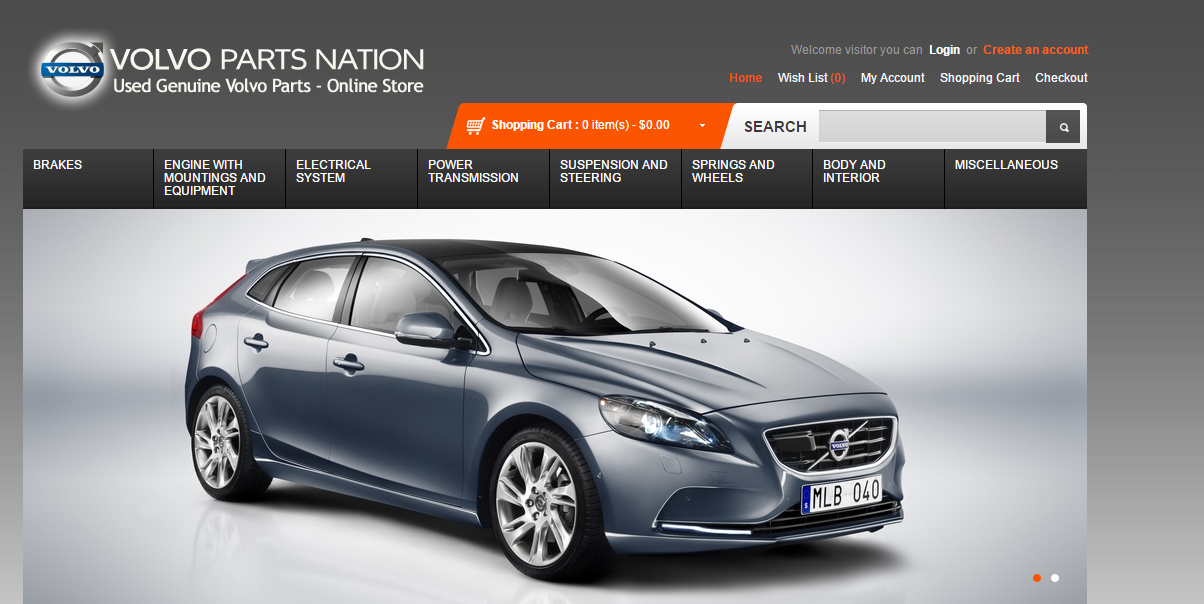 VOLVO
VOLVO PARTS NATION
Used Genuine Volvo Parts - Online Store
Welcome visitor you can Login or Create an account
Home Wish List (0) My Account Shopping Cart Checkout
Shopping Cart : 0 item(s) - $0.00
SEARCH
BRAKES
ENGINE WITH
MOUNTINGS AND
EQUIPMENT
ELECTRICAL
SYSTEM
POWER
TRANSMISSION
SUSPENSION AND
STEERING
SPRINGS AND
WHEELS
BODY AND
INTERIOR
MISCELLANEOUS
VOLVO
S MLB 040